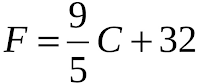 F = 9/5 C + 32